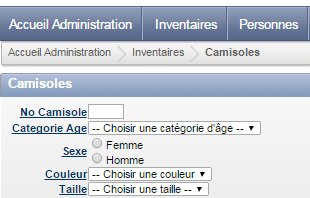 Accueil Administration Inventaires Personnes
Accueil Administration Inventaires Camisoles
Camisoles
No Camisole
Categorie Age -- Choisir une catégorie d'âge --
Sexe Femme
Homme
Couleur -- Choisir une couleur --
Taille -- Choisir une taille --